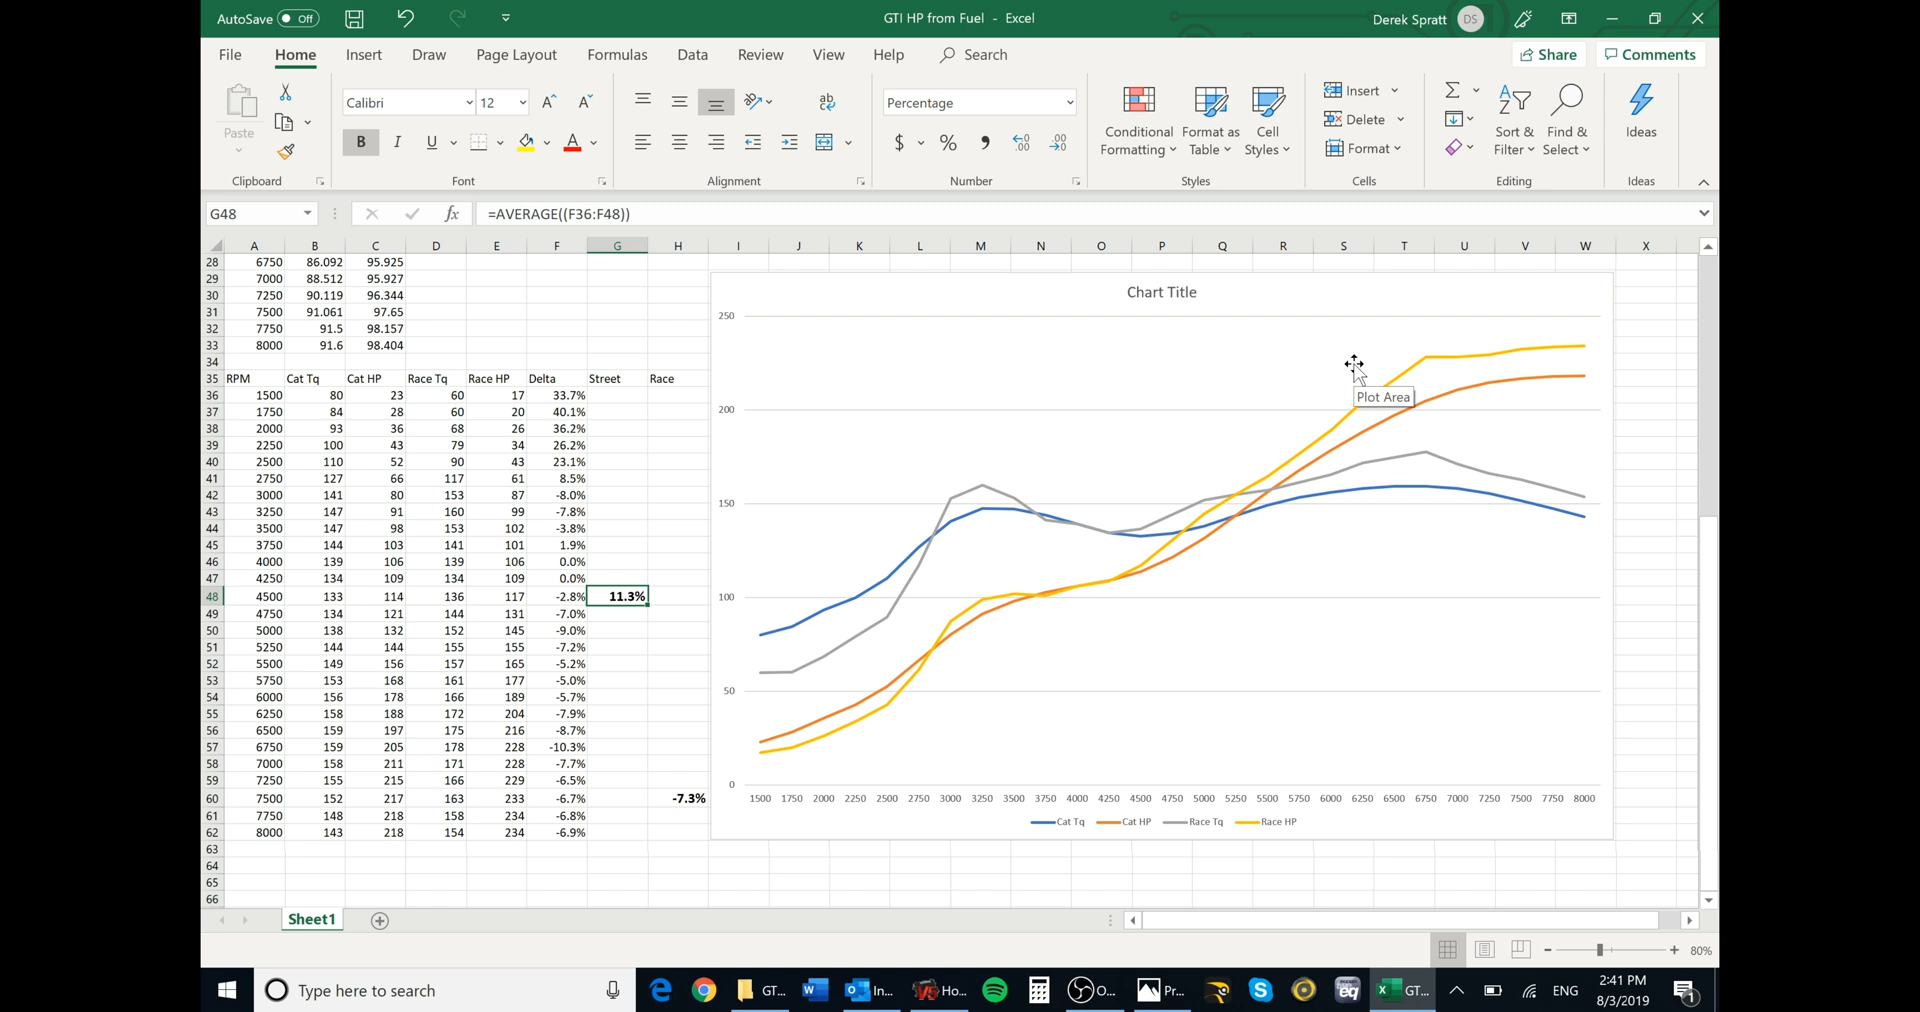 AutoSave Off GTI HP from Fuel - Excel Derek Spratt DS
File Home Insert Draw Page Layout Formulas Data Review View Help Search Share Comments
Paste Calibri 12 B I U Percentage $ % Conditional Formatting Format as Table Cell Styles Insert Delete Format Sort & Filter Find & Select Ideas
Clipboard Font Alignment Number Styles Cells Editing Ideas
G48 fx =AVERAGE((F36:F48))
A B C D E F G H I J K L M N O P Q R S T U V W X
28 6750 86.092 95.925
29 7000 88.512 95.927
30 7250 90.119 96.344
31 7500 91.061 97.65
32 7750 91.5 98.157
33 8000 91.6 98.404
34
35 RPM Cat Tq Cat HP Race Tq Race HP Delta Street Race
36 1500 80 23 60 17 33.7%
37 1750 84 28 60 20 40.1%
38 2000 93 36 68 26 36.2%
39 2250 100 43 79 34 26.2%
40 2500 110 52 90 43 23.1%
41 2750 127 66 117 61 8.5%
42 3000 141 80 153 87 -8.0%
43 3250 147 91 160 99 -7.8%
44 3500 147 98 153 102 -3.8%
45 3750 144 103 141 101 1.9%
46 4000 139 106 139 106 0.0%
47 4250 134 109 134 109 0.0%
48 4500 133 114 136 117 -2.8% 11.3%
49 4750 134 121 144 131 -7.0%
50 5000 138 132 152 145 -9.0%
51 5250 144 144 155 155 -7.2%
52 5500 149 156 157 165 -5.2%
53 5750 153 168 161 177 -5.0%
54 6000 156 178 166 189 -5.7%
55 6250 158 188 172 204 -7.9%
56 6500 159 197 175 216 -8.7%
57 6750 159 205 178 228 -10.3%
58 7000 158 211 171 228 -7.7%
59 7250 155 215 166 229 -6.5%
60 7500 152 217 163 233 -6.7% -7.3%
61 7750 148 218 158 234 -6.8%
62 8000 143 218 154 234 -6.9%
63
64
65
66
Chart Title
250
200
150
100
50
0
Plot Area
1500 1750 2000 2250 2500 2750 3000 3250 3500 3750 4000 4250 4500 4750 5000 5250 5500 5750 6000 6250 6500 6750 7000 7250 7500 7750 8000
Cat Tq Cat HP Race Tq Race HP
Sheet1
80%
Type here to search GT... In... Ho... O... Pr... GT... ENG 2:41 PM
8/3/2019 1